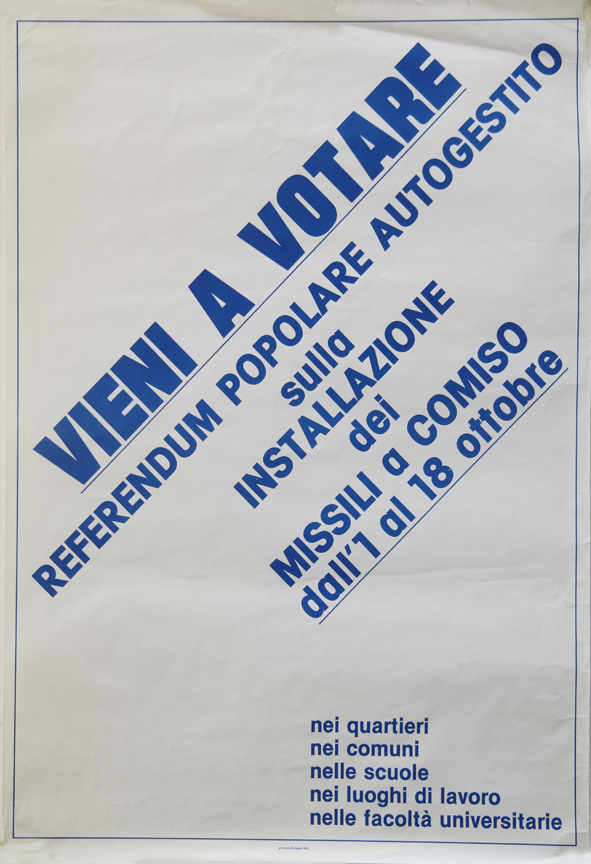 VIENI A VOTARE
REFERENDUM POPOLARE AUTOGESTITO
sulla
INSTALLAZIONE
dei
MISSILI a COMISO
dall'1 al 18 ottobre
nei quartieri
nei comuni
nelle scuole
nei luoghi di lavoro
nelle facoltà universitarie